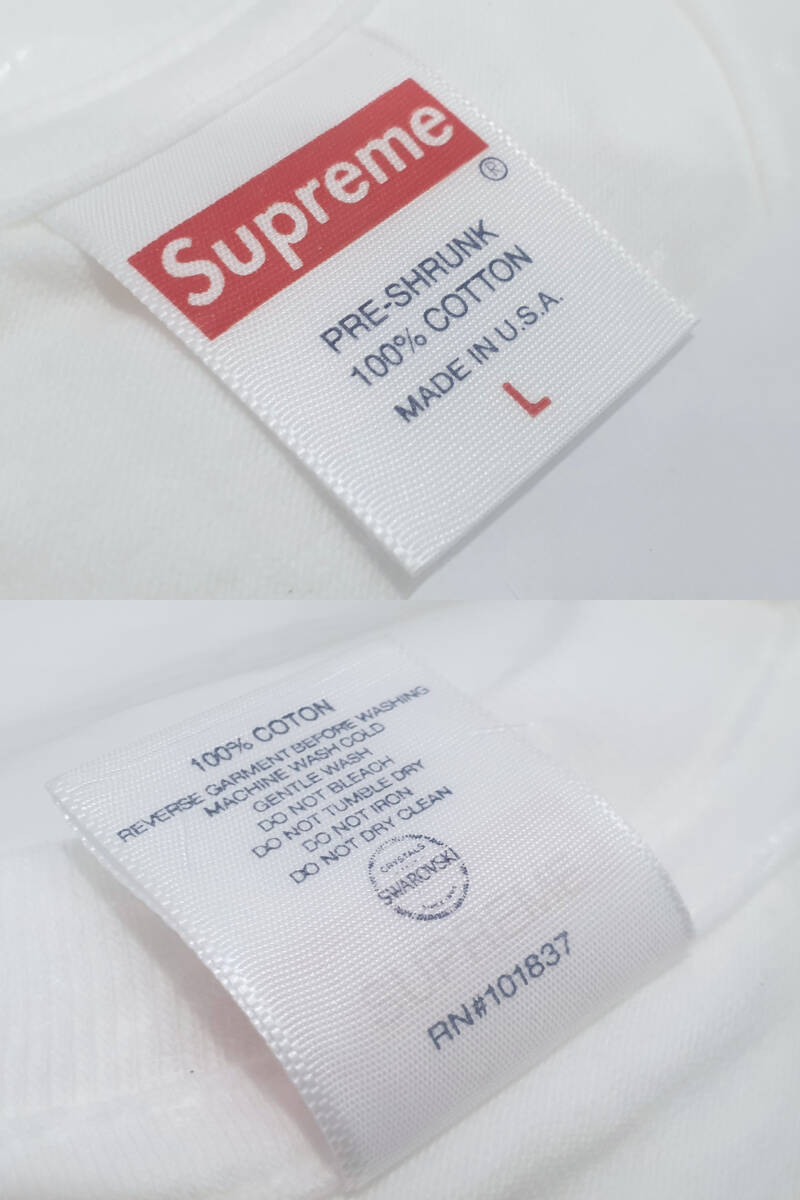 Supreme
®
PRE-SHRUNK
100% COTTON
MADE IN U.S.A.
L
100% COTON
REVERSE GARMENT BEFORE WASHING
MACHINE WASH COLD
GENTLE WASH
DO NOT BLEACH
DO NOT TUMBLE DRY
DO NOT IRON
DO NOT DRY CLEAN
CRYSTALS
SWAROVSKI
RN#101837